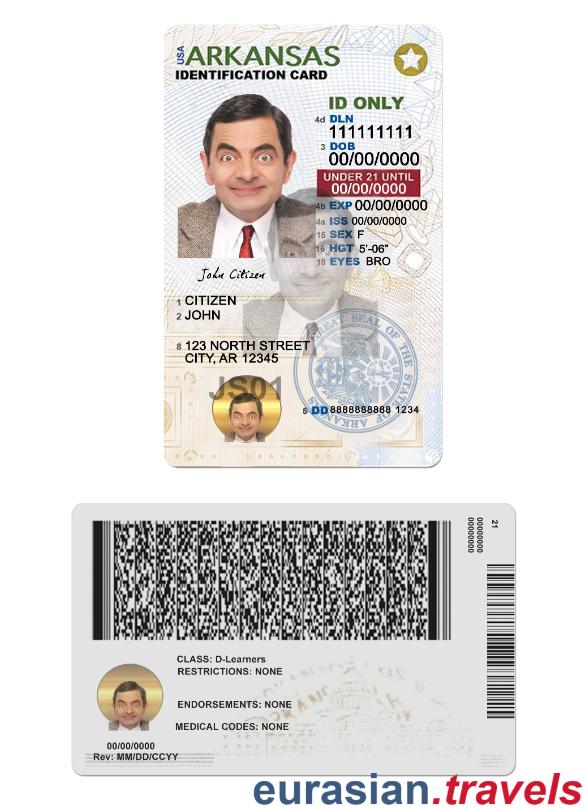 USA ARKANSAS
IDENTIFICATION CARD
ID ONLY
4d DLN
111111111
3 DOB
00/00/0000
UNDER 21 UNTIL
00/00/0000
4b EXP 00/00/0000
4a ISS 00/00/0000
15 SEX F
16 HGT 5'-06"
18 EYES BRO
John Citizen
1 CITIZEN
2 JOHN
8 123 NORTH STREET
CITY, AR 12345
GREAT SEAL OF THE STATE OF ARKANSAS
JS01
5 DD 8888888888 1234
21
00000000
00000000
CLASS: D-Learners
RESTRICTIONS: NONE
ENDORSEMENTS: NONE
MEDICAL CODES: NONE
00/00/0000
Rev: MM/DD/CCYY
eurasian.travels